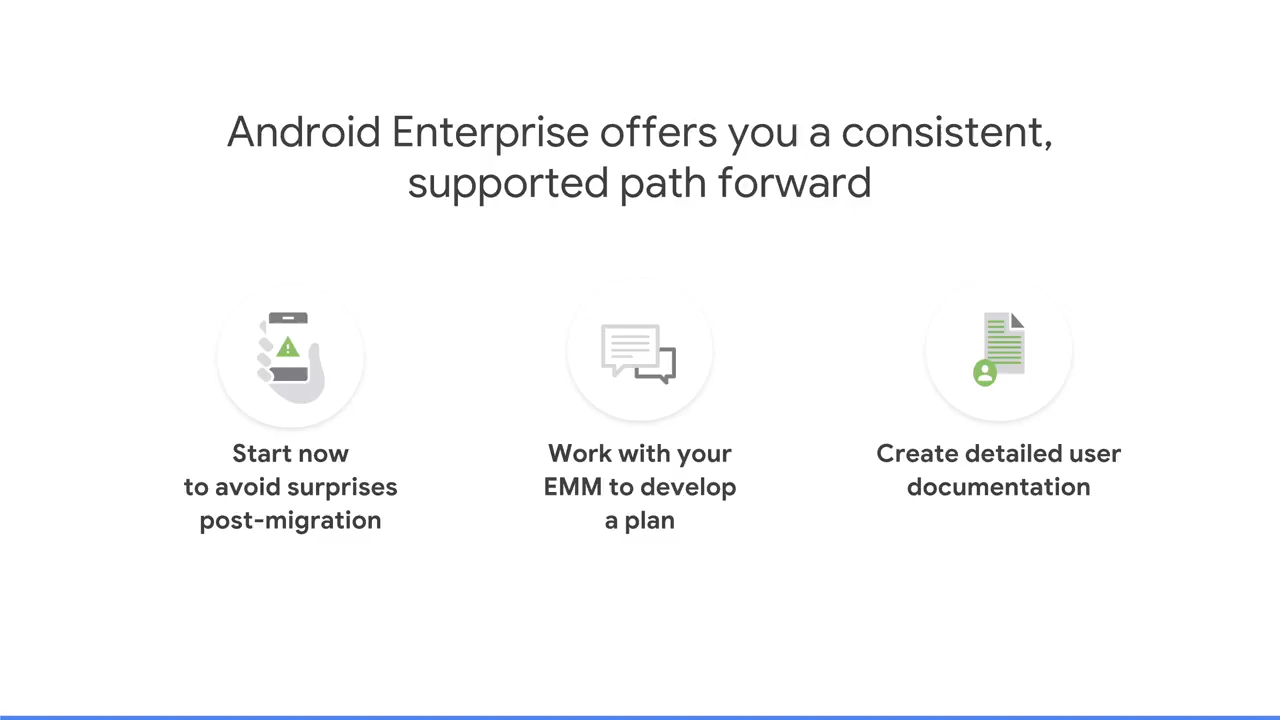 Android Enterprise offers you a consistent,
supported path forward
Start now
to avoid surprises
post-migration
Work with your
EMM to develop
a plan
Create detailed user
documentation